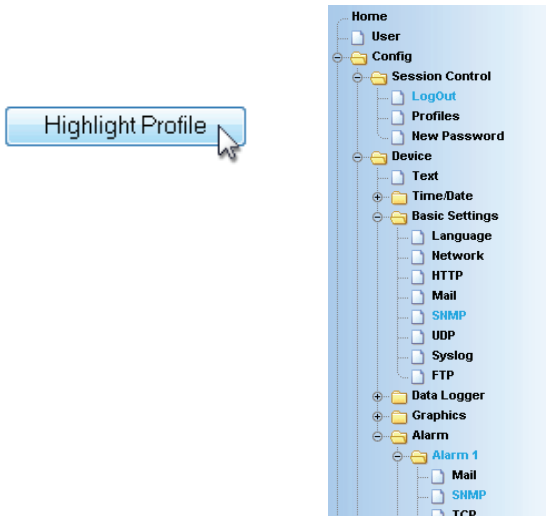 Highlight Profile
Home
User
Config
Session Control
LogOut
Profiles
New Password
Device
Text
Time/Date
Basic Settings
Language
Network
HTTP
Mail
SNMP
UDP
Syslog
FTP
Data Logger
Graphics
Alarm
Alarm 1
Mail
SNMP
TCP